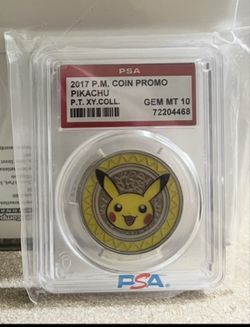 PSA
2017 P.M. COIN PROMO
PIKACHU
P.T. XY.COLL.
GEM MT 10
72204468
PSA